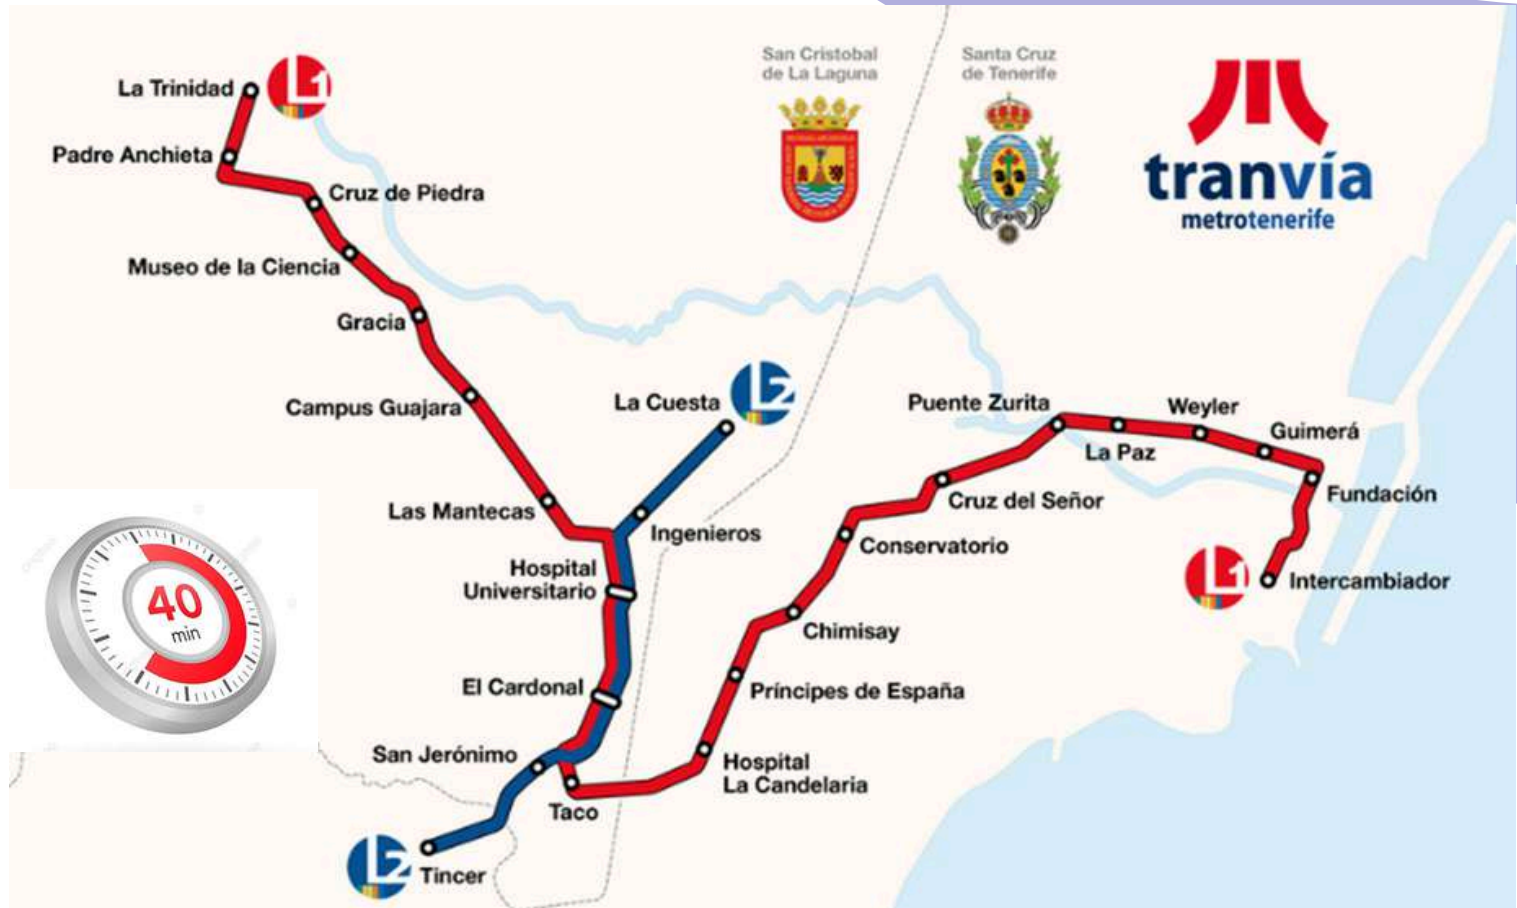 San Cristobal
de La Laguna
Santa Cruz
de Tenerife
tranvía
metrotenerife
La Trinidad
L1
Padre Anchieta
Cruz de Piedra
Museo de la Ciencia
Gracia
Campus Guajara
La Cuesta
L2
Las Mantecas
Ingenieros
Hospital
Universitario
El Cardonal
San Jerónimo
Taco
L2
Tincer
Hospital
La Candelaria
Príncipes de España
Chimisay
Conservatorio
Cruz del Señor
Puente Zurita
La Paz
Weyler
Guimerá
Fundación
L1
Intercambiador
40
min